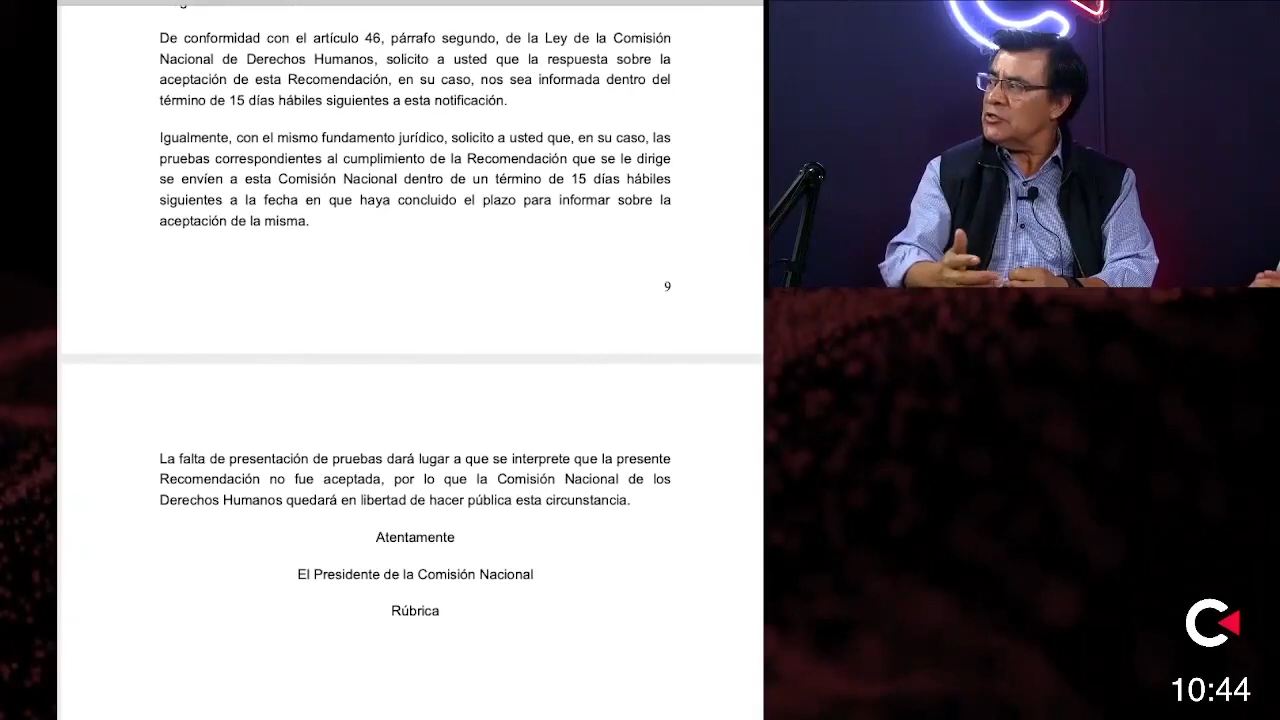 De conformidad con el artículo 46, párrafo segundo, de la Ley de la Comisión
Nacional de Derechos Humanos, solicito a usted que la respuesta sobre la
aceptación de esta Recomendación, en su caso, nos sea informada dentro del
término de 15 días hábiles siguientes a esta notificación.
Igualmente, con el mismo fundamento jurídico, solicito a usted que, en su caso, las
pruebas correspondientes al cumplimiento de la Recomendación que se le dirige
se envíen a esta Comisión Nacional dentro de un término de 15 días hábiles
siguientes a la fecha en que haya concluido el plazo para informar sobre la
aceptación de la misma.
9
La falta de presentación de pruebas dará lugar a que se interprete que la presente
Recomendación no fue aceptada, por lo que la Comisión Nacional de los
Derechos Humanos quedará en libertad de hacer pública esta circunstancia.
Atentamente
El Presidente de la Comisión Nacional
Rúbrica
10:44